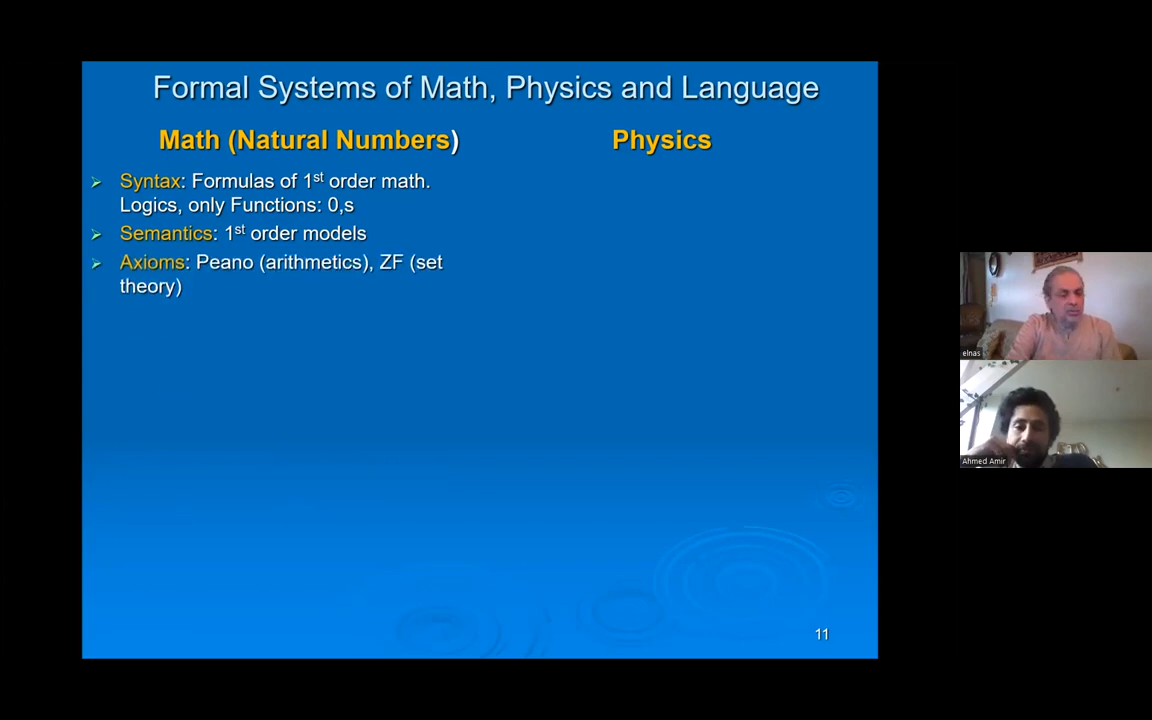 Formal Systems of Math, Physics and Language
Math (Natural Numbers)
Physics
Syntax: Formulas of 1st order math.
Logics, only Functions: 0,s
Semantics: 1st order models
Axioms: Peano (arithmetics), ZF (set
theory)
11
elnas
Ahmed Amir